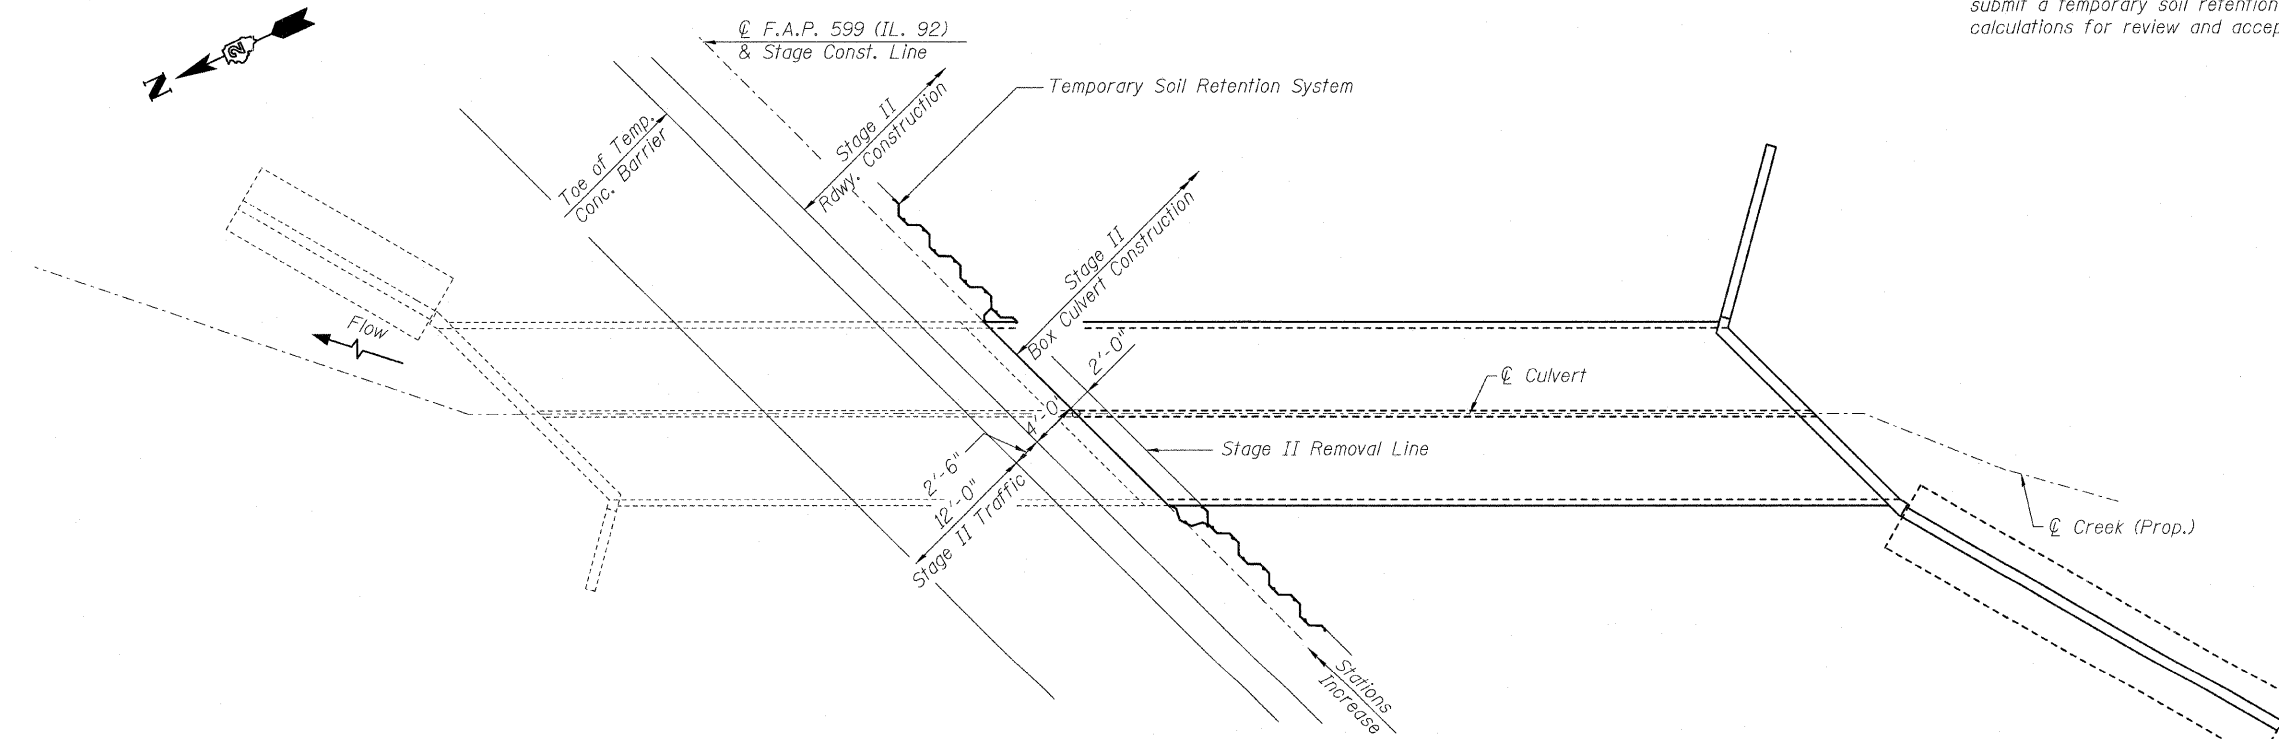 submit a temporary soil retention
calculations for review and accep
N
℄ F.A.P. 599 (IL. 92)
& Stage Const. Line
Temporary Soil Retention System
Stage II
Rdwy. Construction
Toe of Temp.
Conc. Barrier
Stage II
Box Culvert Construction
Flow
2'-0"
℄ Culvert
4'-0"
Stage II Removal Line
2'-6"
12'-0"
Stage II Traffic
℄ Creek (Prop.)
Stations
Increase